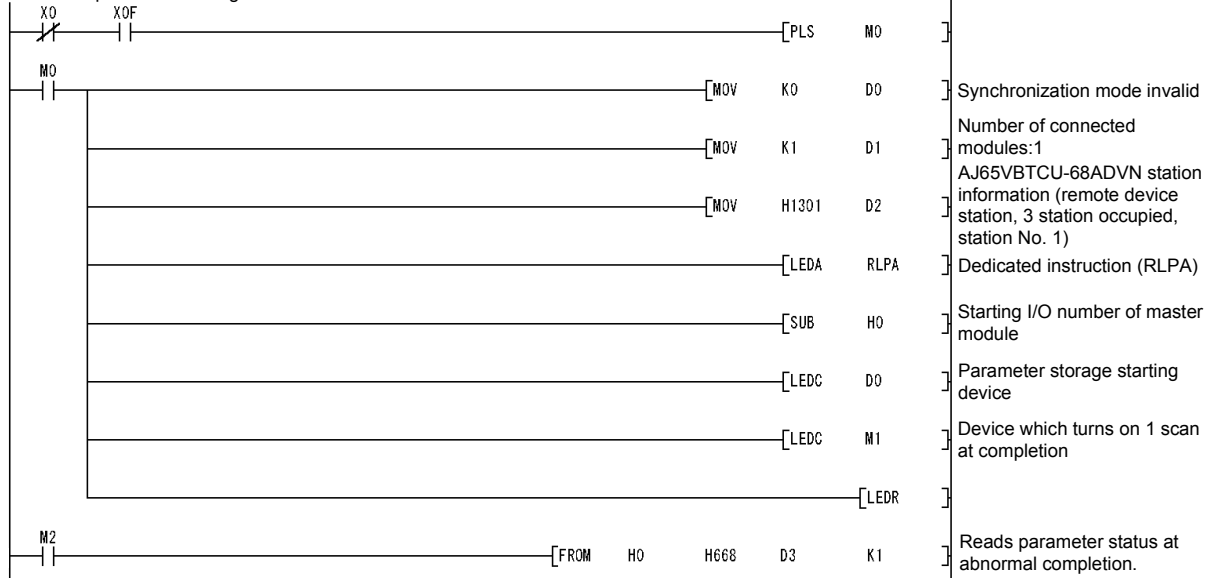 X0 X0F
PLS M0
M0
MOV K0 D0
Synchronization mode invalid
MOV K1 D1
Number of connected
modules:1
MOV H1301 D2
AJ65VBTCU-68ADVN station
information (remote device
station, 3 station occupied,
station No. 1)
LEDA RLPA
Dedicated instruction (RLPA)
SUB H0
Starting I/O number of master
module
LEDC D0
Parameter storage starting
device
LEDC M1
Device which turns on 1 scan
at completion
LEDR
M2
FROM H0 H668 D3 K1
Reads parameter status at
abnormal completion.